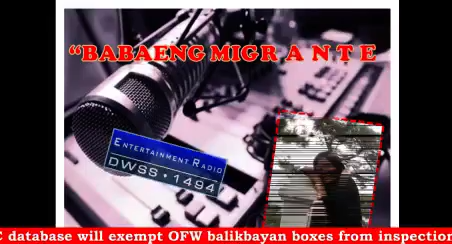 “BABAENG MIGRANTE
ENTERTAINMENT RADIO
DWSS • 1494
C database will exempt OFW balikbayan boxes from inspection